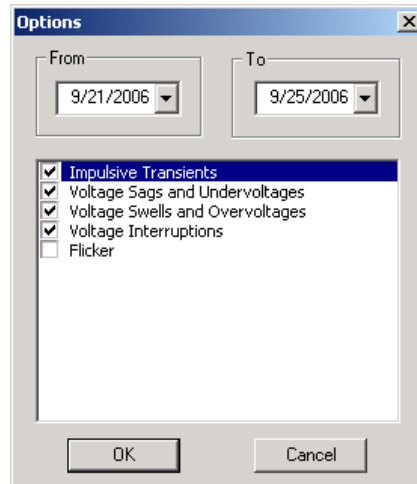 Options
From To
9/21/2006 9/25/2006
Impulsive Transients
Voltage Sags and Undervoltages
Voltage Swells and Overvoltages
Voltage Interruptions
Flicker
OK Cancel